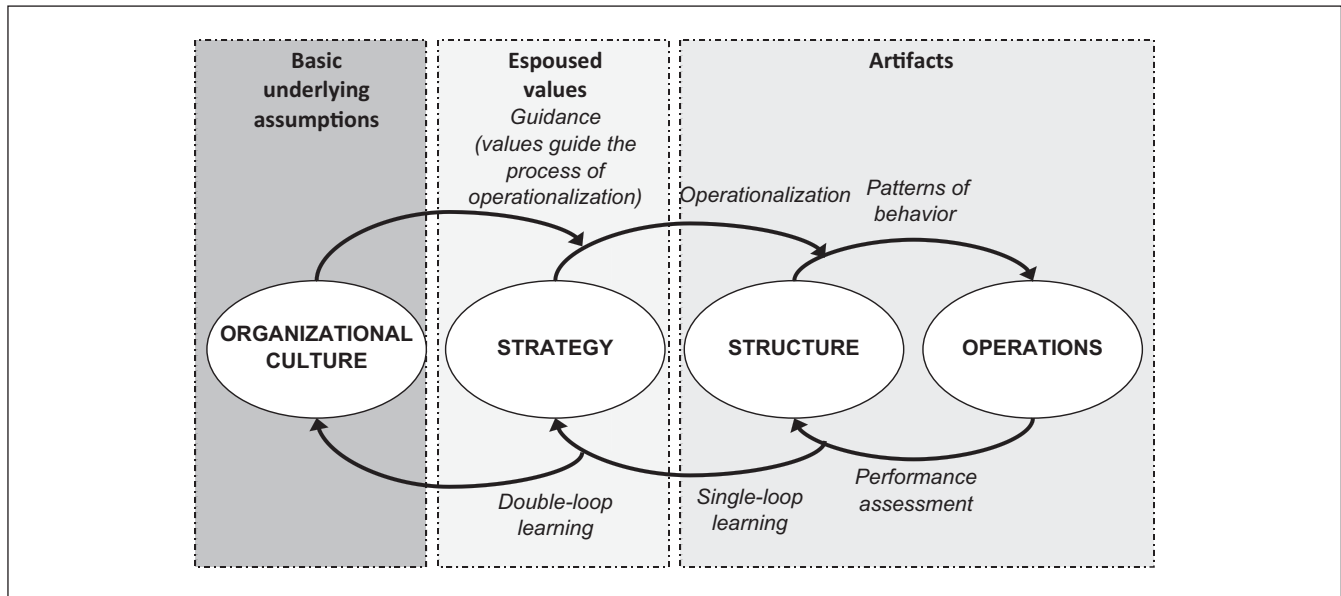 Basic
underlying
assumptions
Espoused
values
Guidance
(values guide the
process of
operationalization)
Artifacts
Operationalization
Patterns of
behavior
ORGANIZATIONAL
CULTURE
STRATEGY
STRUCTURE
OPERATIONS
Double-loop
learning
Single-loop
learning
Performance
assessment